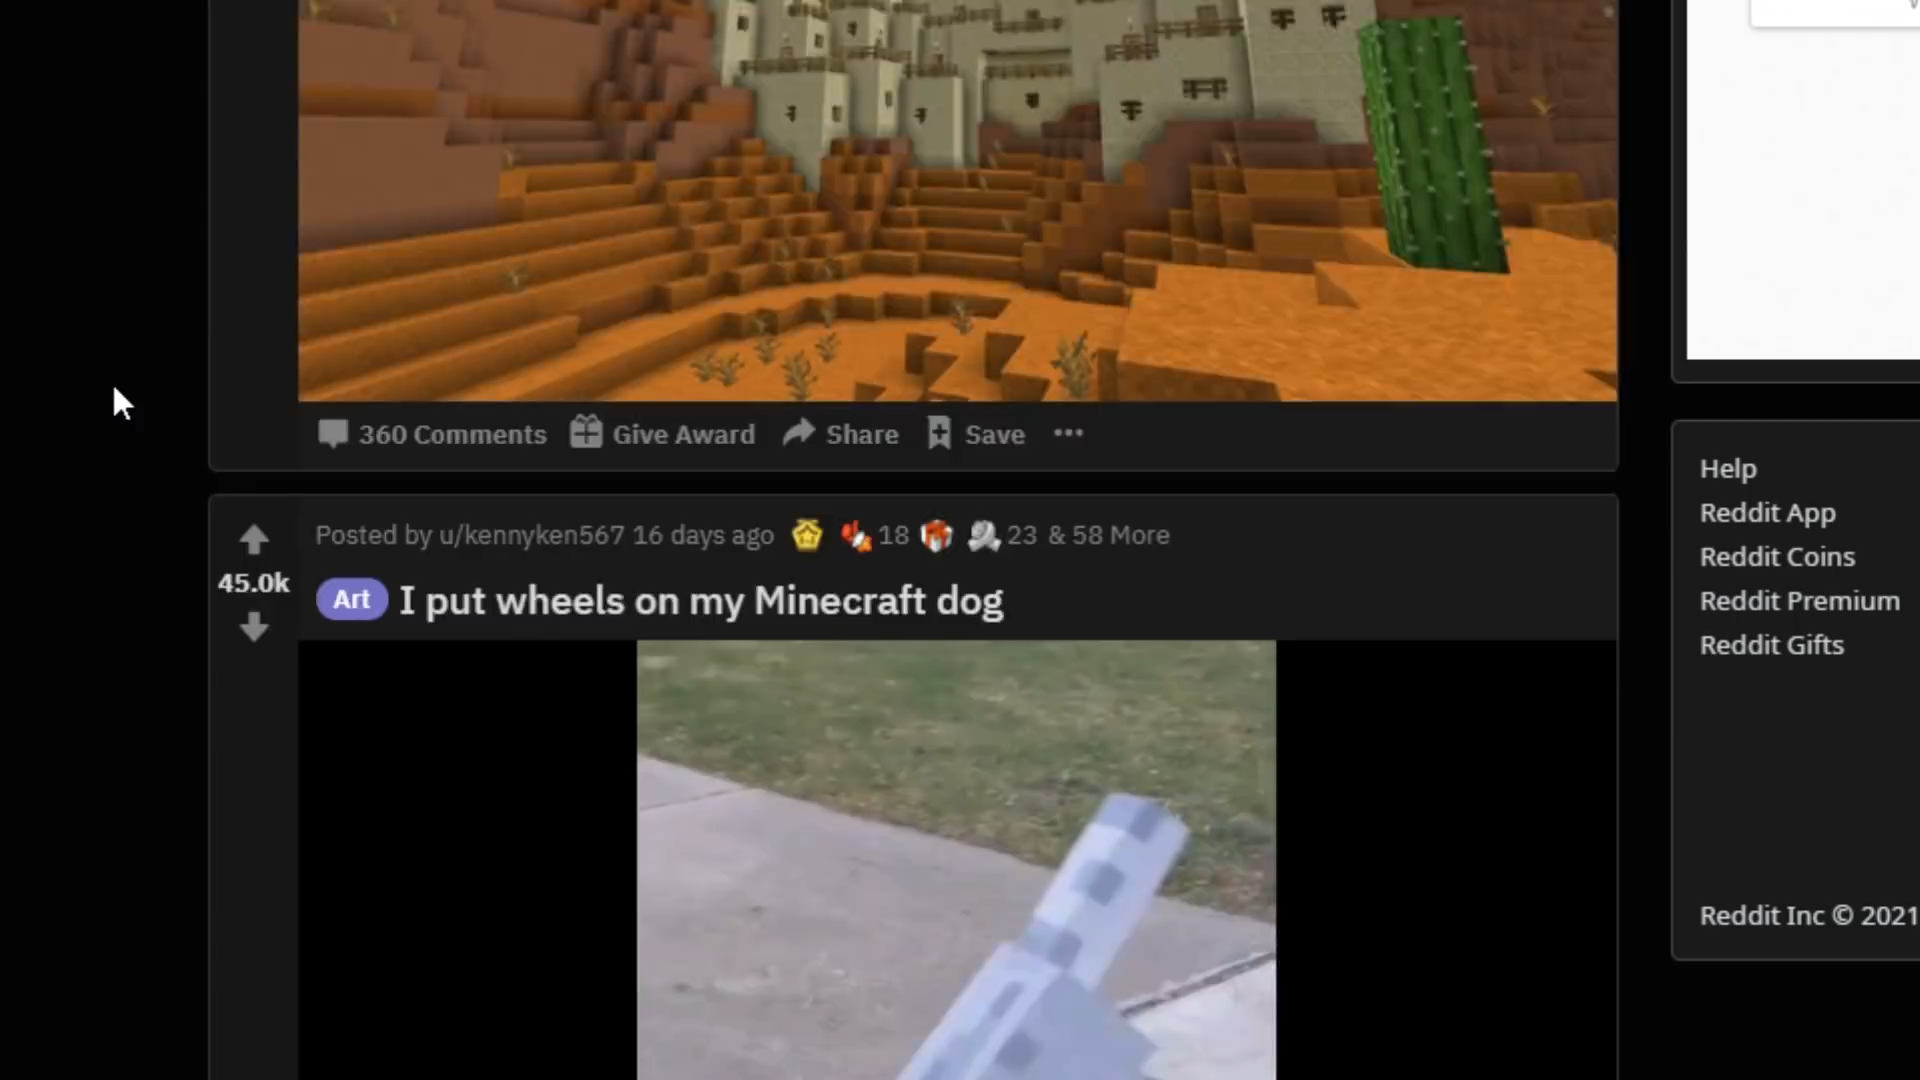 360 Comments Give Award Share Save
Posted by u/kennyken567 16 days ago 18 23 & 58 More
45.0k
Art I put wheels on my Minecraft dog
Help
Reddit App
Reddit Coins
Reddit Premium
Reddit Gifts
Reddit Inc © 2021